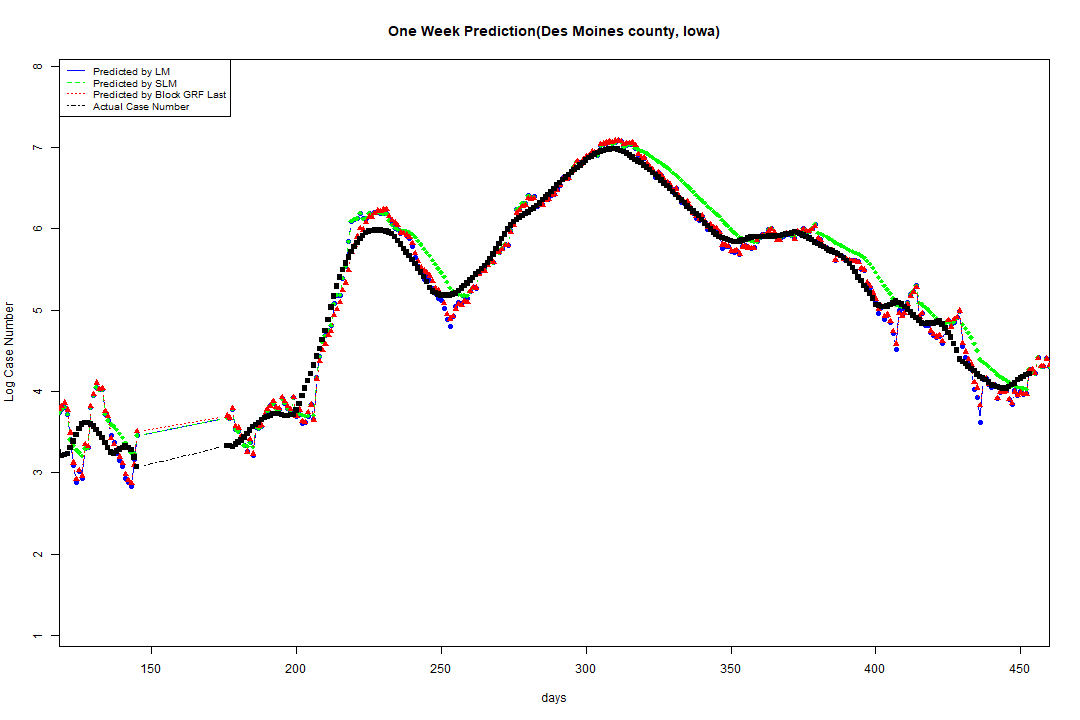 One Week Prediction(Des Moines county, Iowa)
Predicted by LM
Predicted by SLM
Predicted by Block GRF Last
Actual Case Number
Log Case Number
8
7
6
5
4
3
2
1
150 200 250 300 350 400 450
days